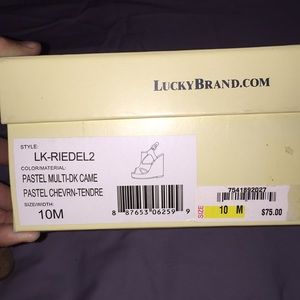 LUCKYBRAND.COM
STYLE:
LK-RIEDEL2
COLOR/MATERIAL:
PASTEL MULTI-DK CAME
PASTEL CHEVRN-TENDRE
SIZE/WIDTH:
10M
8 87653 06259 9
7541892027
SIZE 10 M $75.00